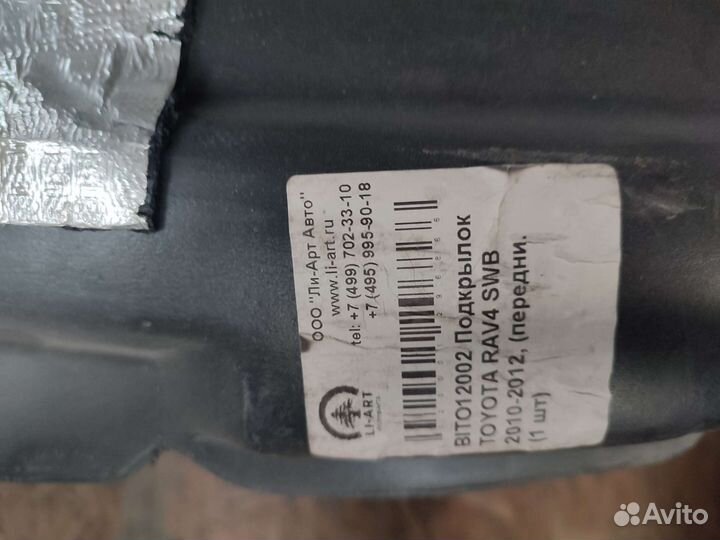 ООО "Ли-Арт Авто"
www.li-art.ru
tel: +7 (499) 702-33-10
+7 (495) 995-90-18
LI-ART
BITO12002 Подкрылок
TOYOTA RAV4 SWB
2010-2012, (передни.
(1 шт)
Avito